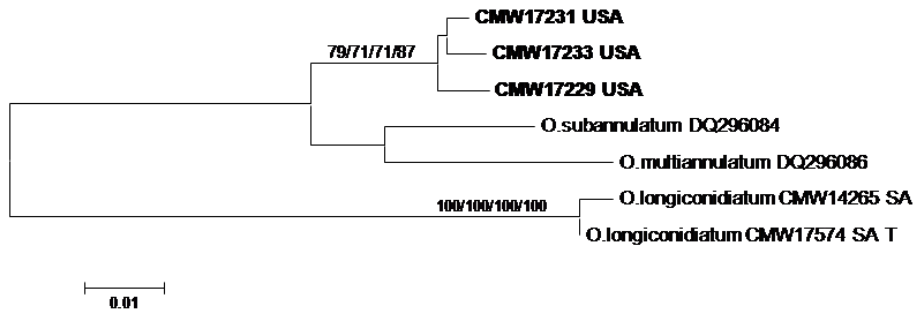 CMW17231 USA
79/71/71/87
CMW17233 USA
CMW17229 USA
O.subannulatum DQ296084
O.multiannulatum DQ296086
O.longiconidiatum CMW14265 SA
100/100/100/100
O.longiconidiatum CMW17574 SA T
0.01